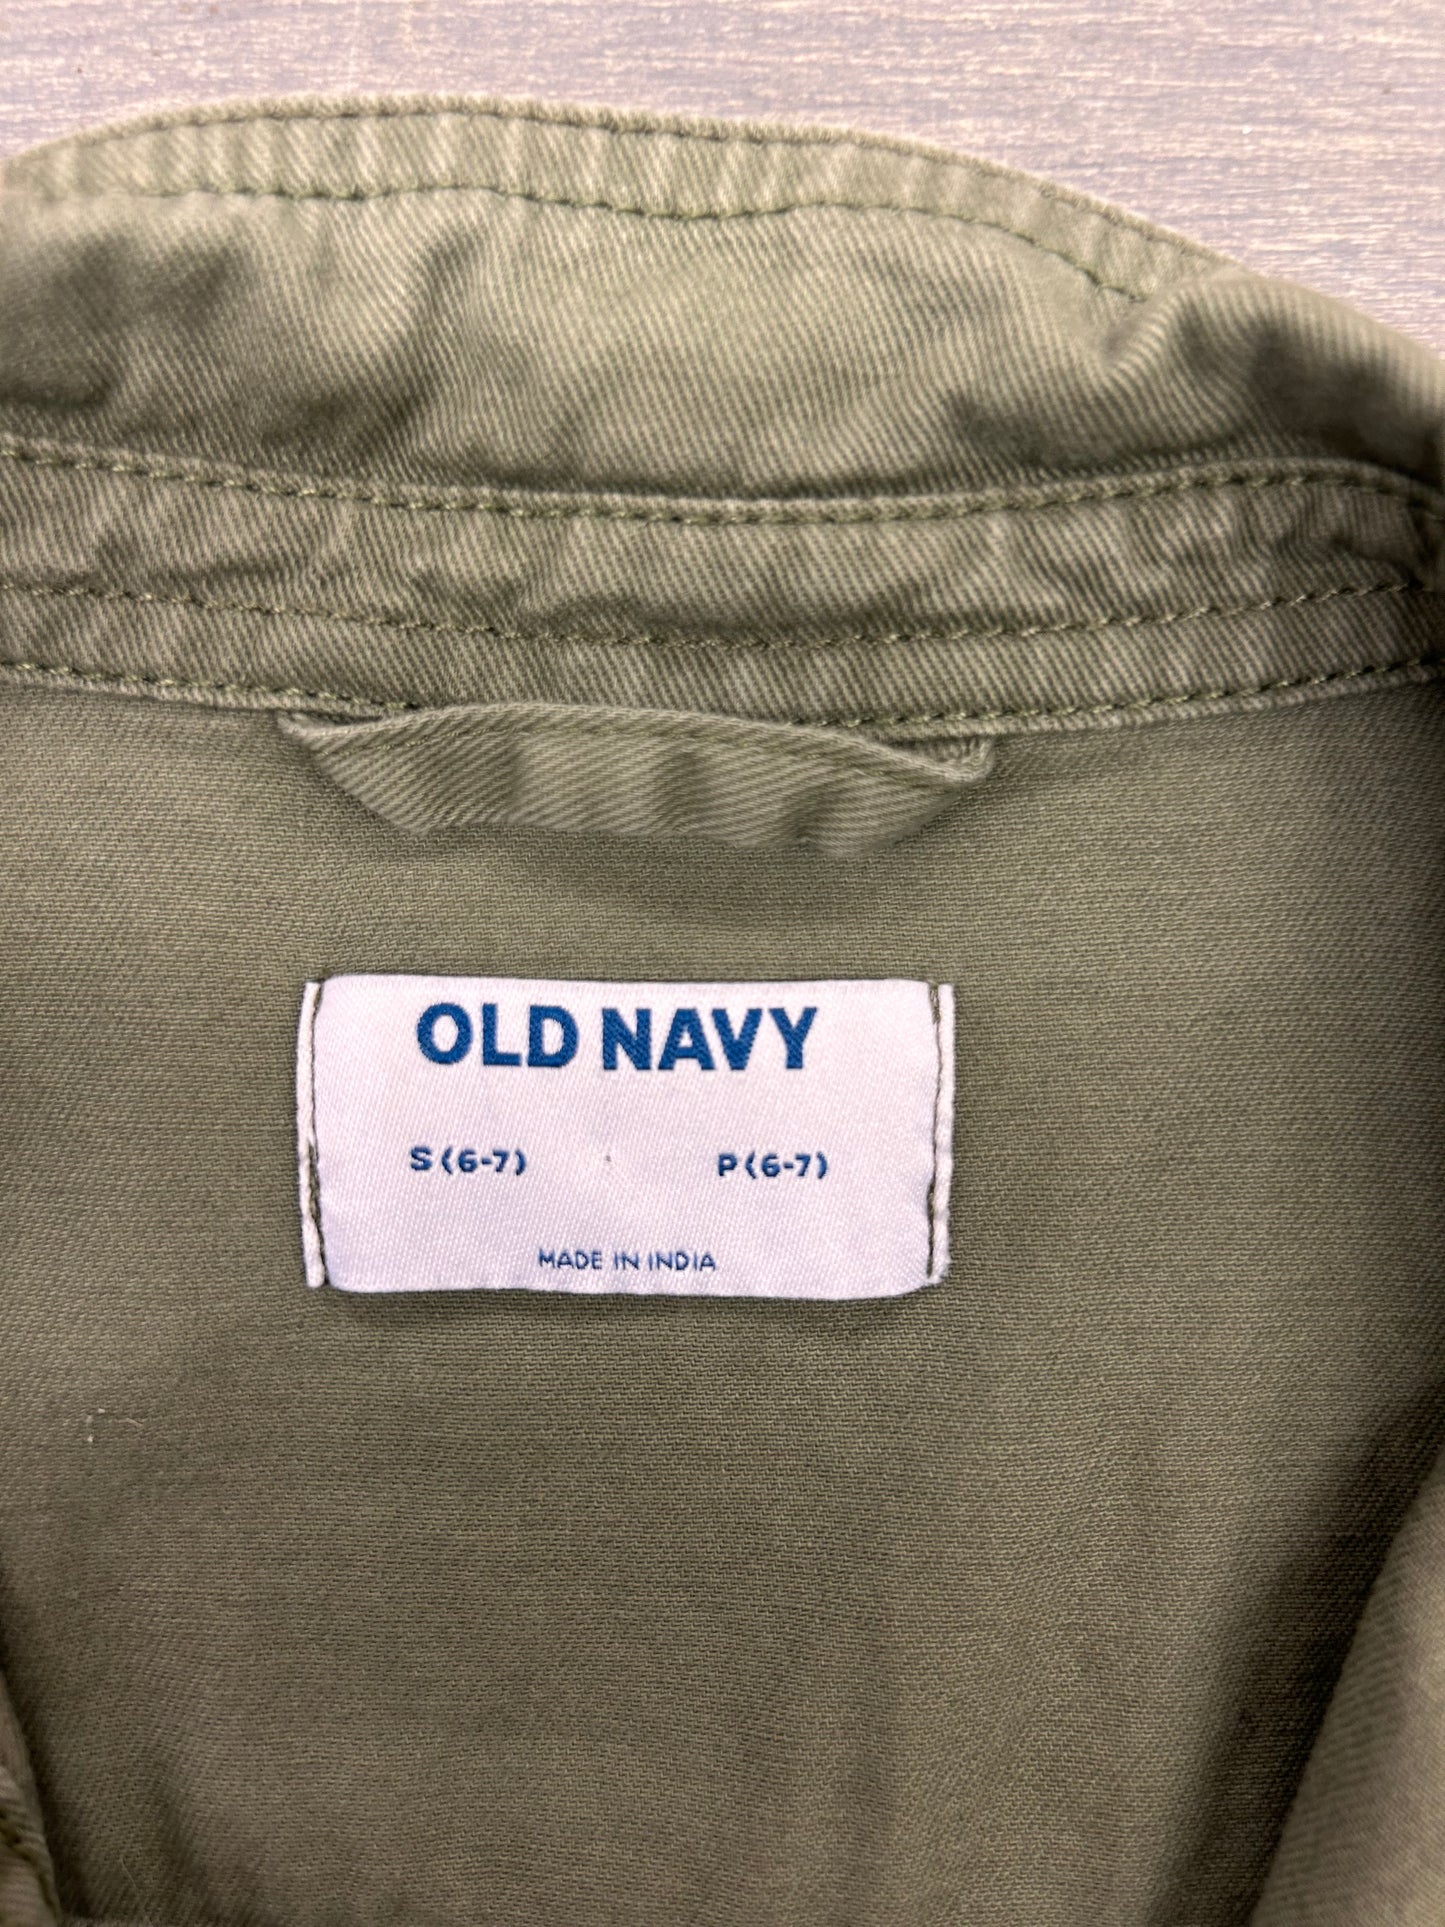 OLD NAVY
S (6-7) P (6-7)
MADE IN INDIA